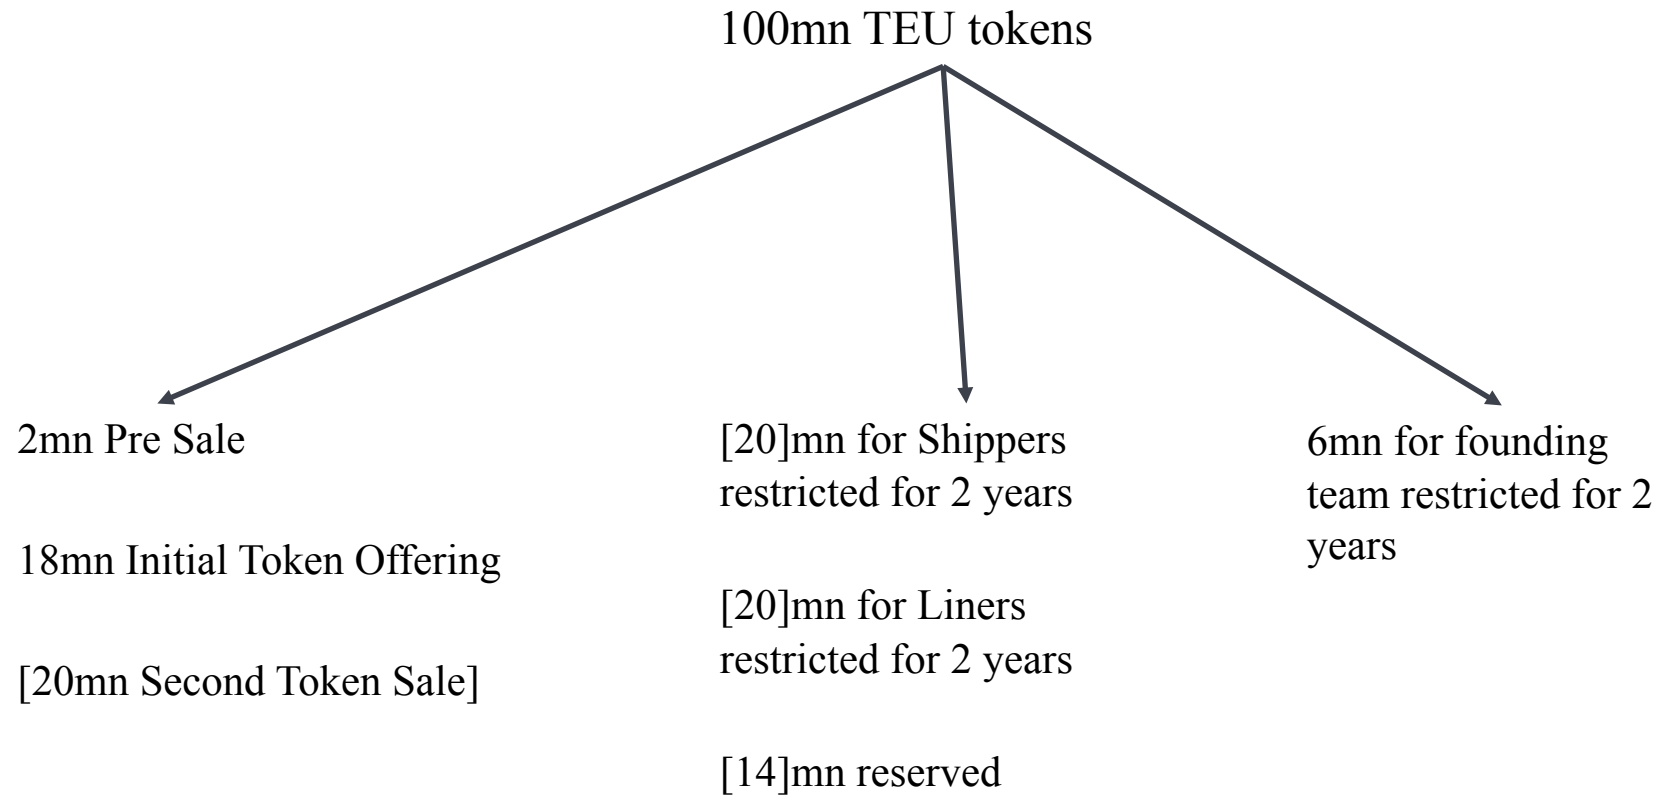 100mn TEU tokens
2mn Pre Sale
18mn Initial Token Offering
[20mn Second Token Sale]
[20]mn for Shippers
restricted for 2 years
[20]mn for Liners
restricted for 2 years
[14]mn reserved
6mn for founding
team restricted for 2
years